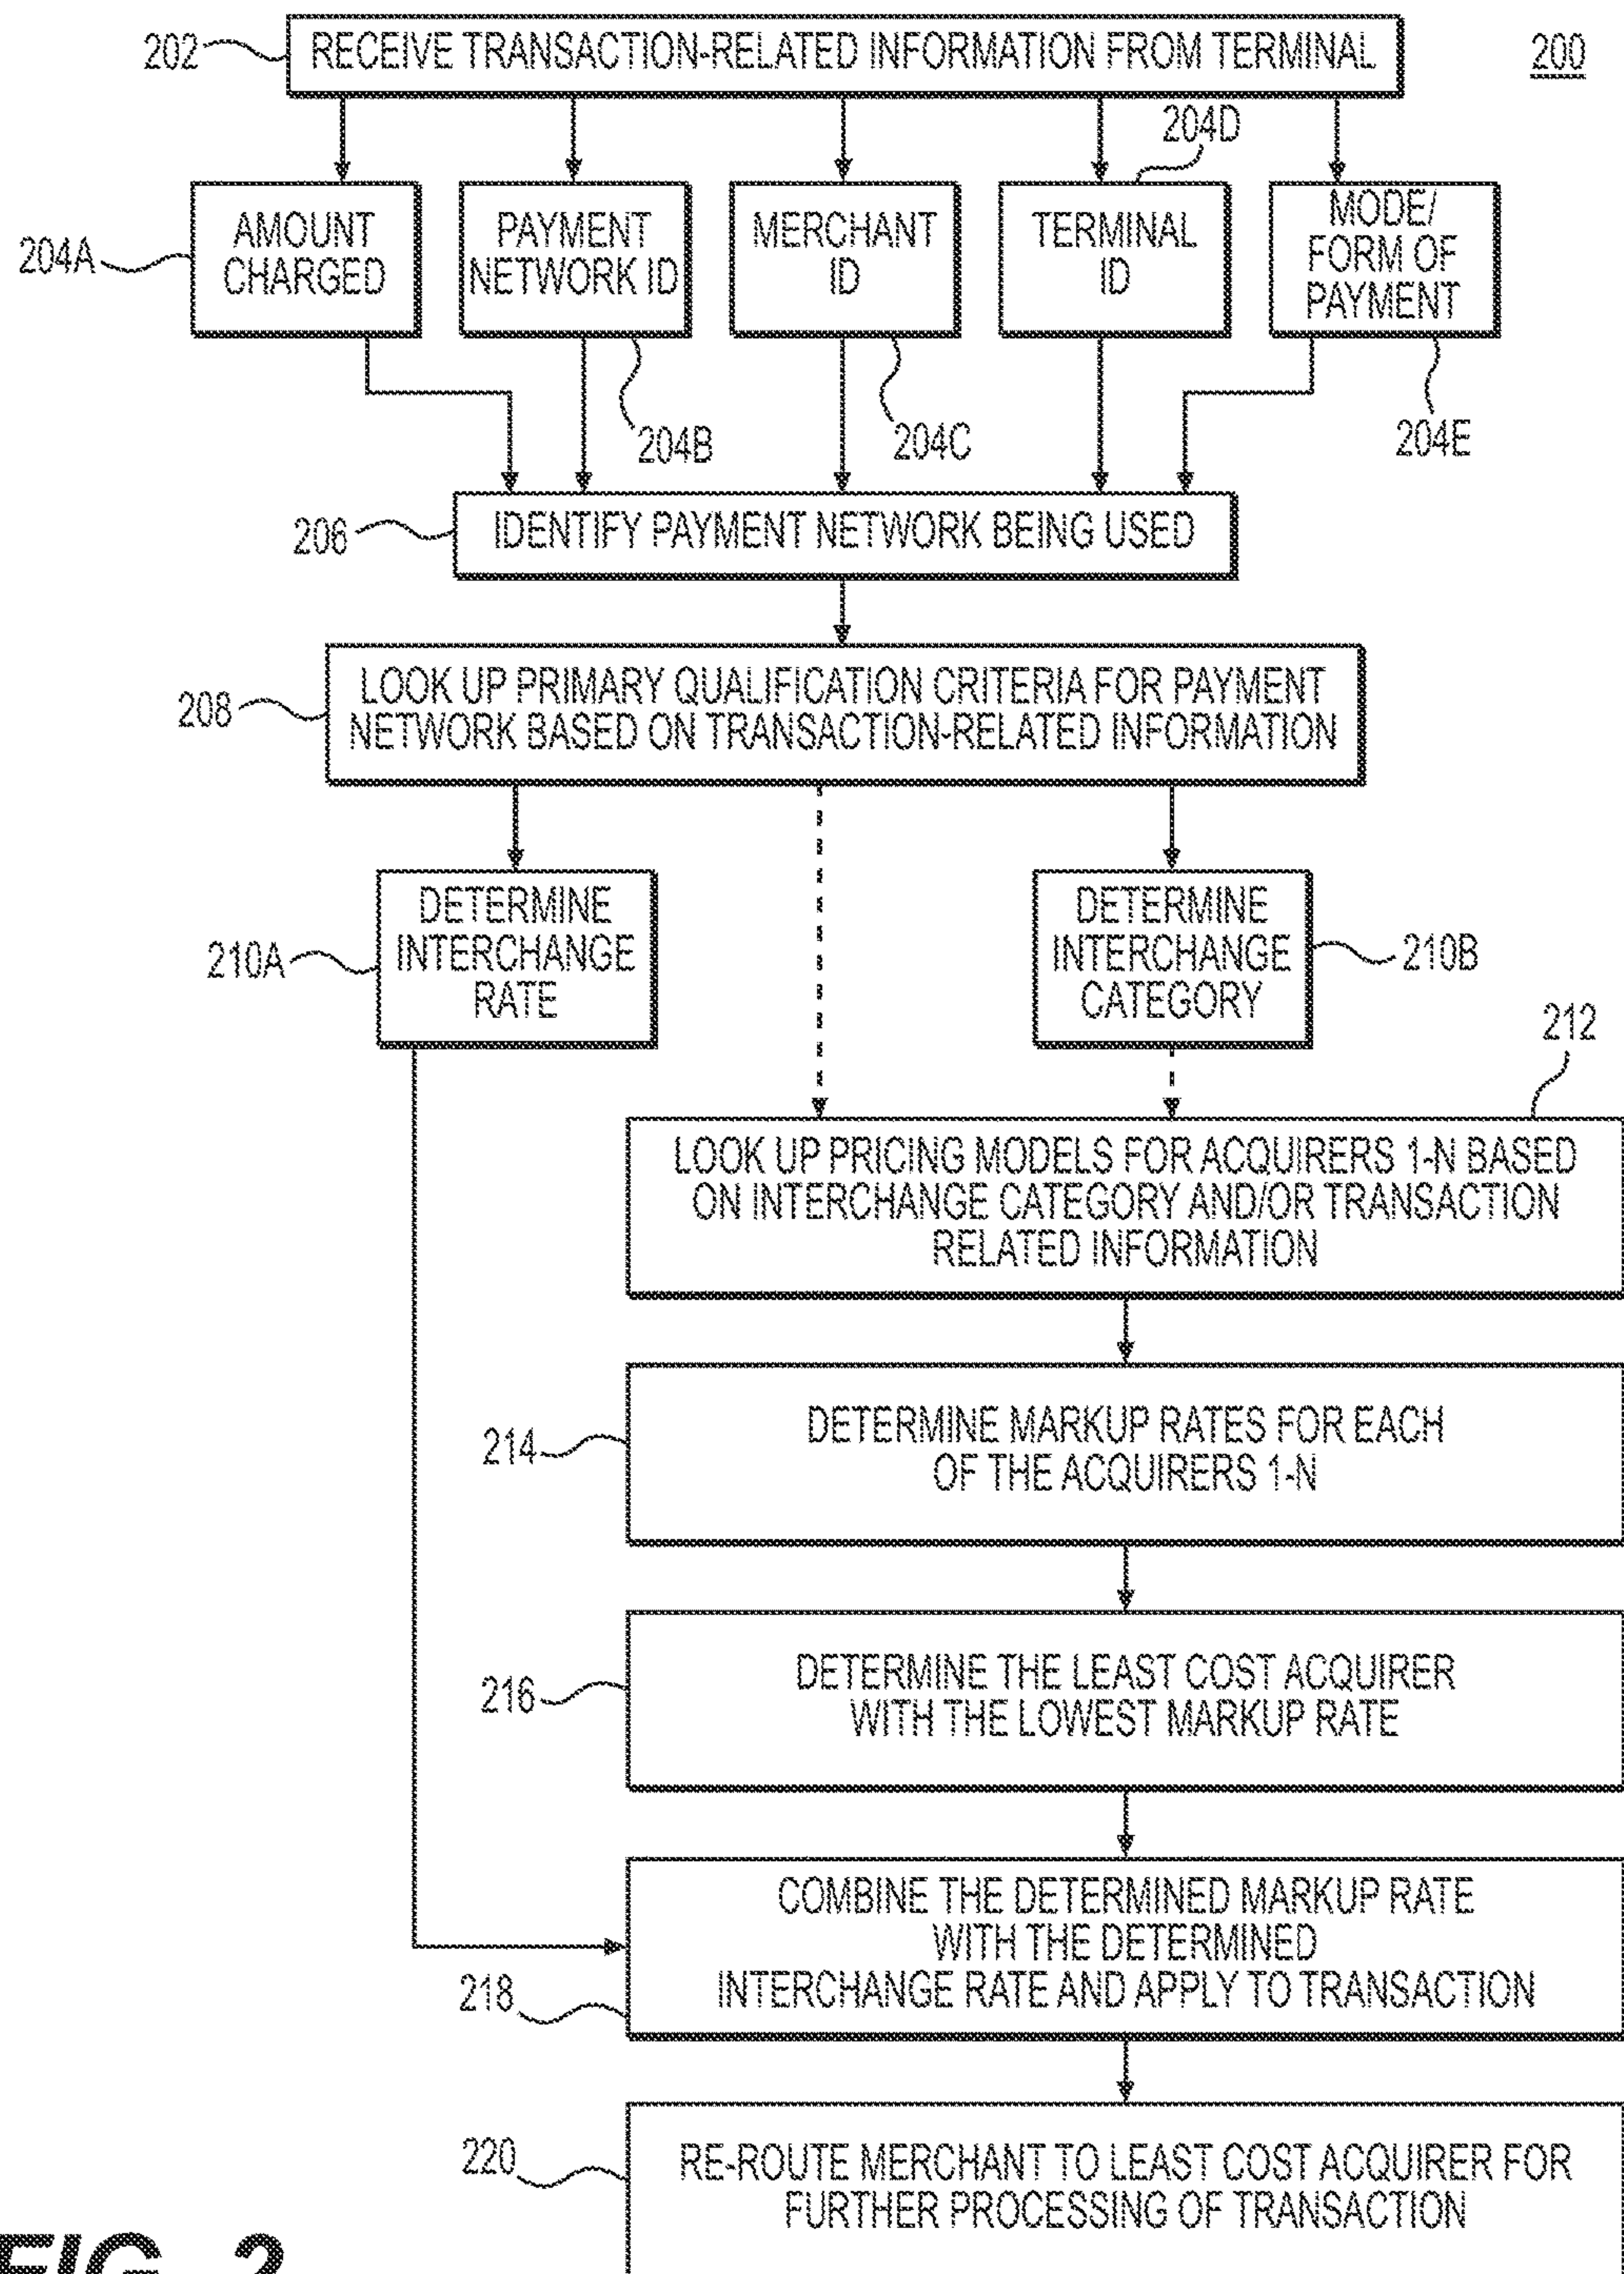 202
RECEIVE TRANSACTION-RELATED INFORMATION FROM TERMINAL
200
204D
204A
AMOUNT
CHARGED
PAYMENT
NETWORK ID
MERCHANT
ID
TERMINAL
ID
MODE/
FORM OF
PAYMENT
204B
204C
204E
206
IDENTIFY PAYMENT NETWORK BEING USED
208
LOOK UP PRIMARY QUALIFICATION CRITERIA FOR PAYMENT
NETWORK BASED ON TRANSACTION-RELATED INFORMATION
210A
DETERMINE
INTERCHANGE
RATE
DETERMINE
INTERCHANGE
CATEGORY
210B
212
LOOK UP PRICING MODELS FOR ACQUIRERS 1-N BASED
ON INTERCHANGE CATEGORY AND/OR TRANSACTION
RELATED INFORMATION
214
DETERMINE MARKUP RATES FOR EACH
OF THE ACQUIRERS 1-N
216
DETERMINE THE LEAST COST ACQUIRER
WITH THE LOWEST MARKUP RATE
218
COMBINE THE DETERMINED MARKUP RATE
WITH THE DETERMINED
INTERCHANGE RATE AND APPLY TO TRANSACTION
220
RE-ROUTE MERCHANT TO LEAST COST ACQUIRER FOR
FURTHER PROCESSING OF TRANSACTION
FIG. 2